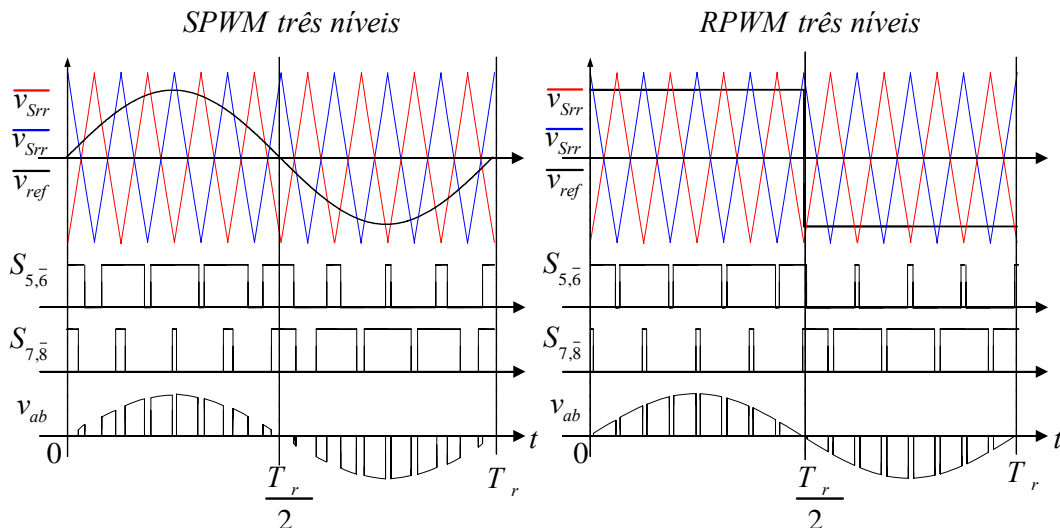 SPWM três níveis
v_Srr
v_Srr
v_ref
S_5,6̅
S_7,8̅
v_ab
0
T_r
2
T_r
t
RPWM três níveis
v_Srr
v_Srr
v_ref
S_5,6̅
S_7,8̅
v_ab
0
T_r
2
T_r
t